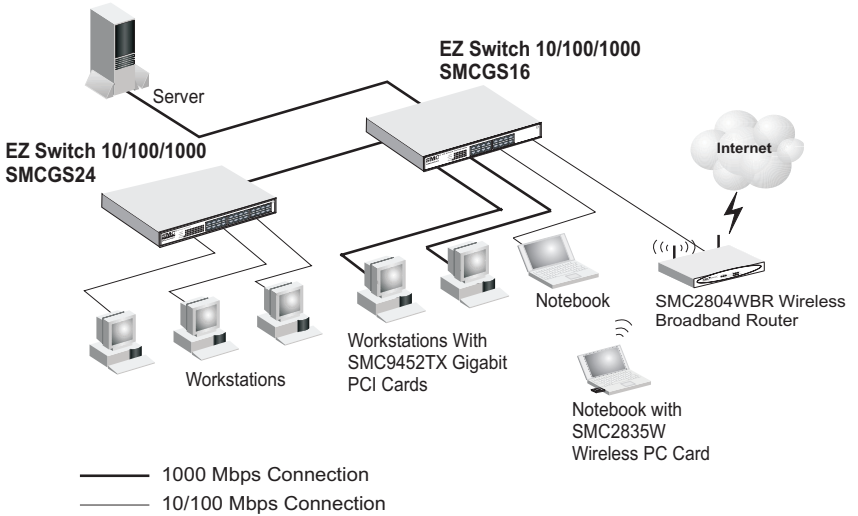 EZ Switch 10/100/1000
SMCGS16
Server
EZ Switch 10/100/1000
SMCGS24
Internet
Notebook
SMC2804WBR Wireless
Broadband Router
Workstations With
SMC9452TX Gigabit
PCI Cards
Workstations
Notebook with
SMC2835W
Wireless PC Card
1000 Mbps Connection
10/100 Mbps Connection